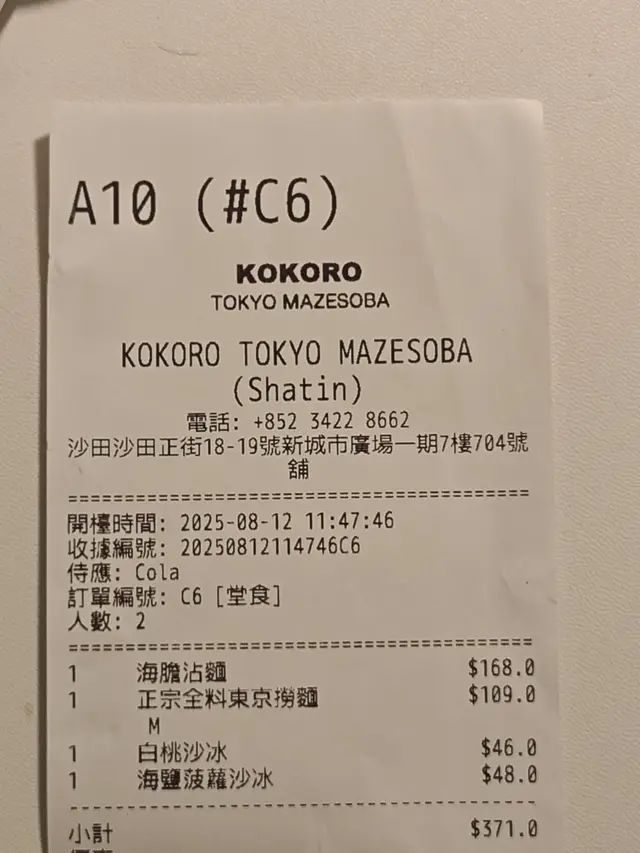 A10 (#C6)
KOKORO
TOKYO MAZESOBA
KOKORO TOKYO MAZESOBA
(Shatin)
電話: +852 3422 8662
沙田沙田正街18-19號新城市廣場一期7樓704號
舖
========================================
開檯時間: 2025-08-12 11:47:46
收據編號: 20250812114746C6
侍應: Cola
訂單編號: C6 [堂食]
人數: 2
========================================
1 海膽沾麵 $168.0
1 正宗全料東京撈麵 $109.0
M
1 白桃沙冰 $46.0
1 海鹽菠蘿沙冰 $48.0
----------------------------------------
小計 $371.0